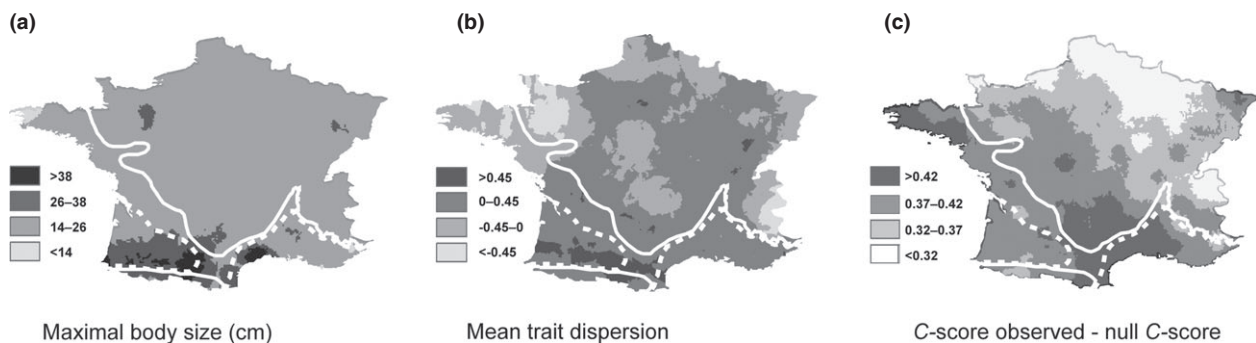 (a)
>38
26–38
14–26
<14
Maximal body size (cm)
(b)
>0.45
0–0.45
-0.45–0
<-0.45
Mean trait dispersion
(c)
>0.42
0.37–0.42
0.32–0.37
<0.32
C-score observed - null C-score